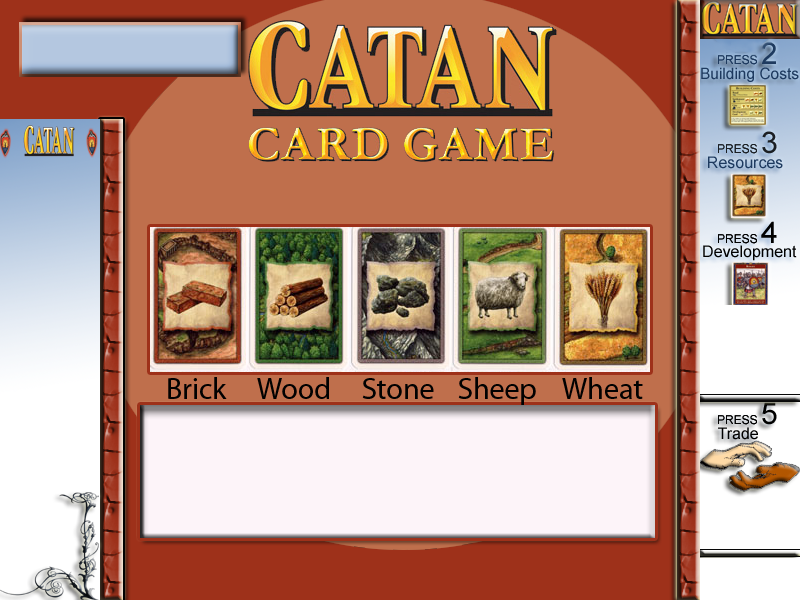 CATAN
CARD GAME
CATAN
Brick Wood Stone Sheep Wheat
CATAN
PRESS 2
Building Costs
PRESS 3
Resources
PRESS 4
Development
PRESS 5
Trade